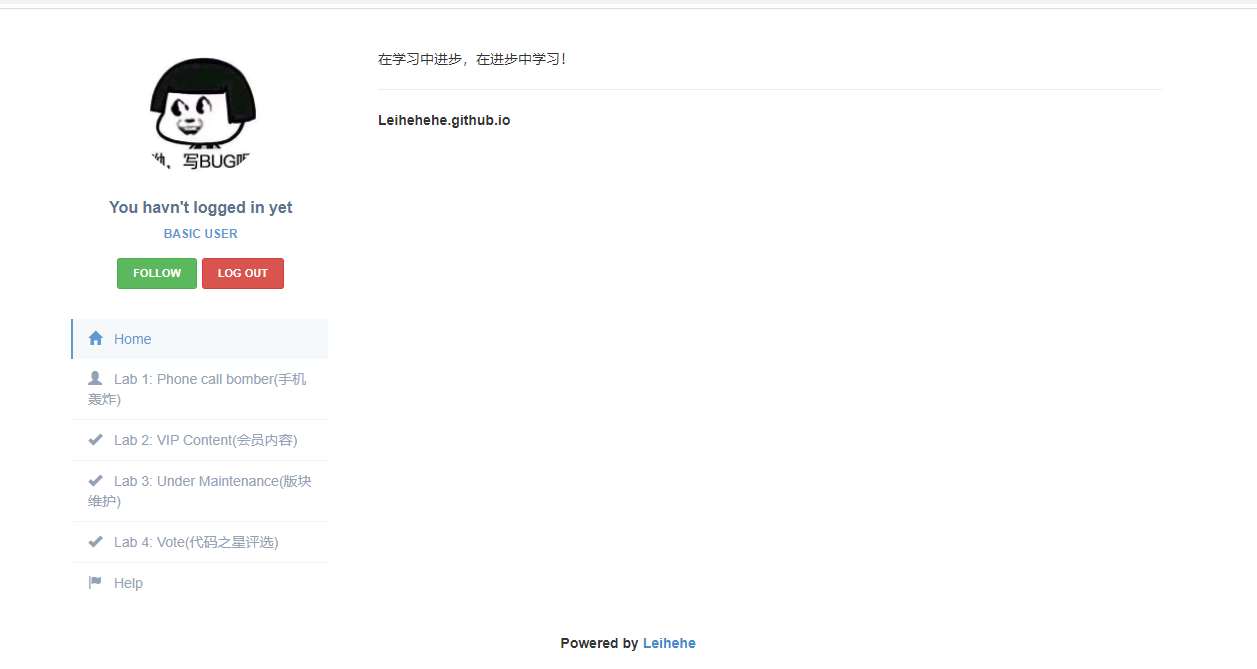 写BUG
You havn't logged in yet
BASIC USER
FOLLOW LOG OUT
Home
Lab 1: Phone call bomber(手机
轰炸)
Lab 2: VIP Content(会员内容)
Lab 3: Under Maintenance(版块
维护)
Lab 4: Vote(代码之星评选)
Help
在学习中进步，在进步中学习！
Leihehehe.github.io
Powered by Leihehe